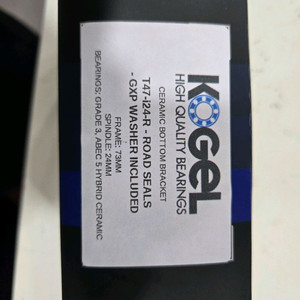 KOGEL
HIGH QUALITY BEARINGS
CERAMIC BOTTOM BRACKET
T47-i24-R - ROAD SEALS
- GXP WASHER INCLUDED
FRAME: 73MM
SPINDLE: 24MM
BEARINGS: GRADE 3, ABEC 5 HYBRID CERAMIC